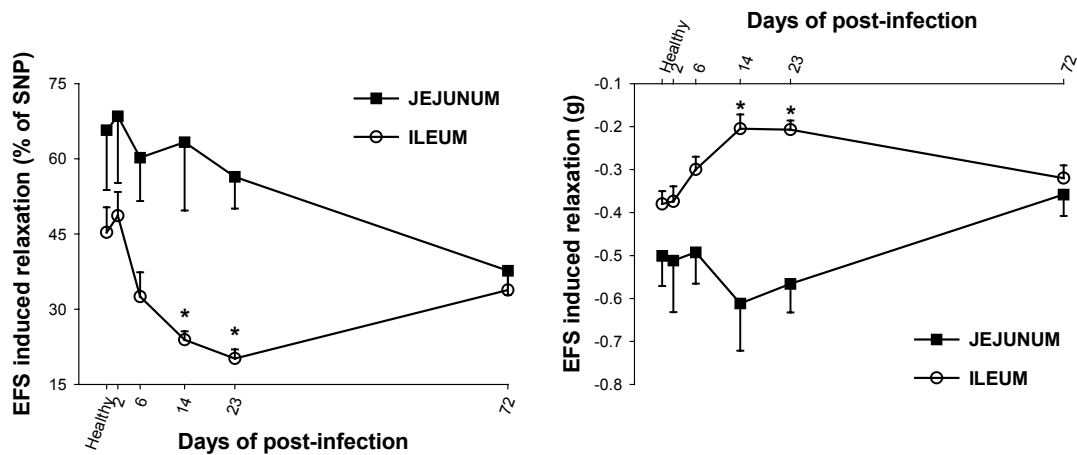 EFS induced relaxation (% of SNP)
75
60
45
30
15
JEJUNUM
ILEUM
*
*
Healthy
2
6
14
23
72
Days of post-infection
Days of post-infection
Healthy
2
6
14
23
72
EFS induced relaxation (g)
-0.1
-0.2
-0.3
-0.4
-0.5
-0.6
-0.7
-0.8
*
*
JEJUNUM
ILEUM